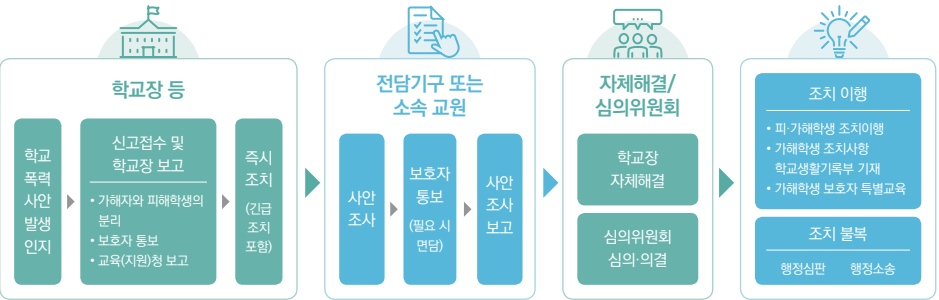 학교장 등
학교
폭력
사안
발생
인지
신고접수 및
학교장 보고
• 가해자와 피해학생의
분리
• 보호자 통보
• 교육(지원)청 보고
즉시
조치
(긴급
조치
포함)
전담기구 또는
소속 교원
사안
조사
보호자
통보
(필요 시
면담)
사안
조사
보고
자체해결/
심의위원회
학교장
자체해결
심의위원회
심의·의결
조치 이행
• 피·가해학생 조치이행
• 가해학생 조치사항
학교생활기록부 기재
• 가해학생 보호자 특별교육
조치 불복
행정심판 행정소송